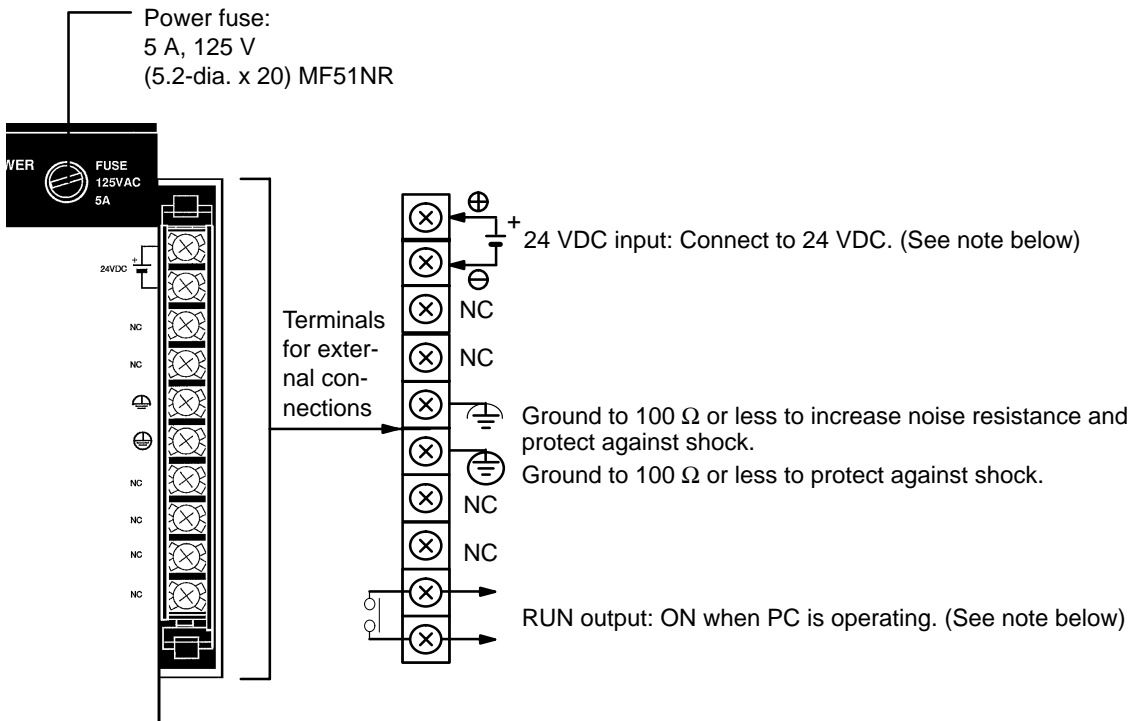 Power fuse:
5 A, 125 V
(5.2-dia. x 20) MF51NR
WER
FUSE
125VAC
5A
24VDC
+
NC
NC
NC
NC
NC
NC
Terminals
for exter-
nal con-
nections
+
24 VDC input: Connect to 24 VDC. (See note below)
NC
NC
Ground to 100 Ω or less to increase noise resistance and
protect against shock.
Ground to 100 Ω or less to protect against shock.
NC
NC
RUN output: ON when PC is operating. (See note below)